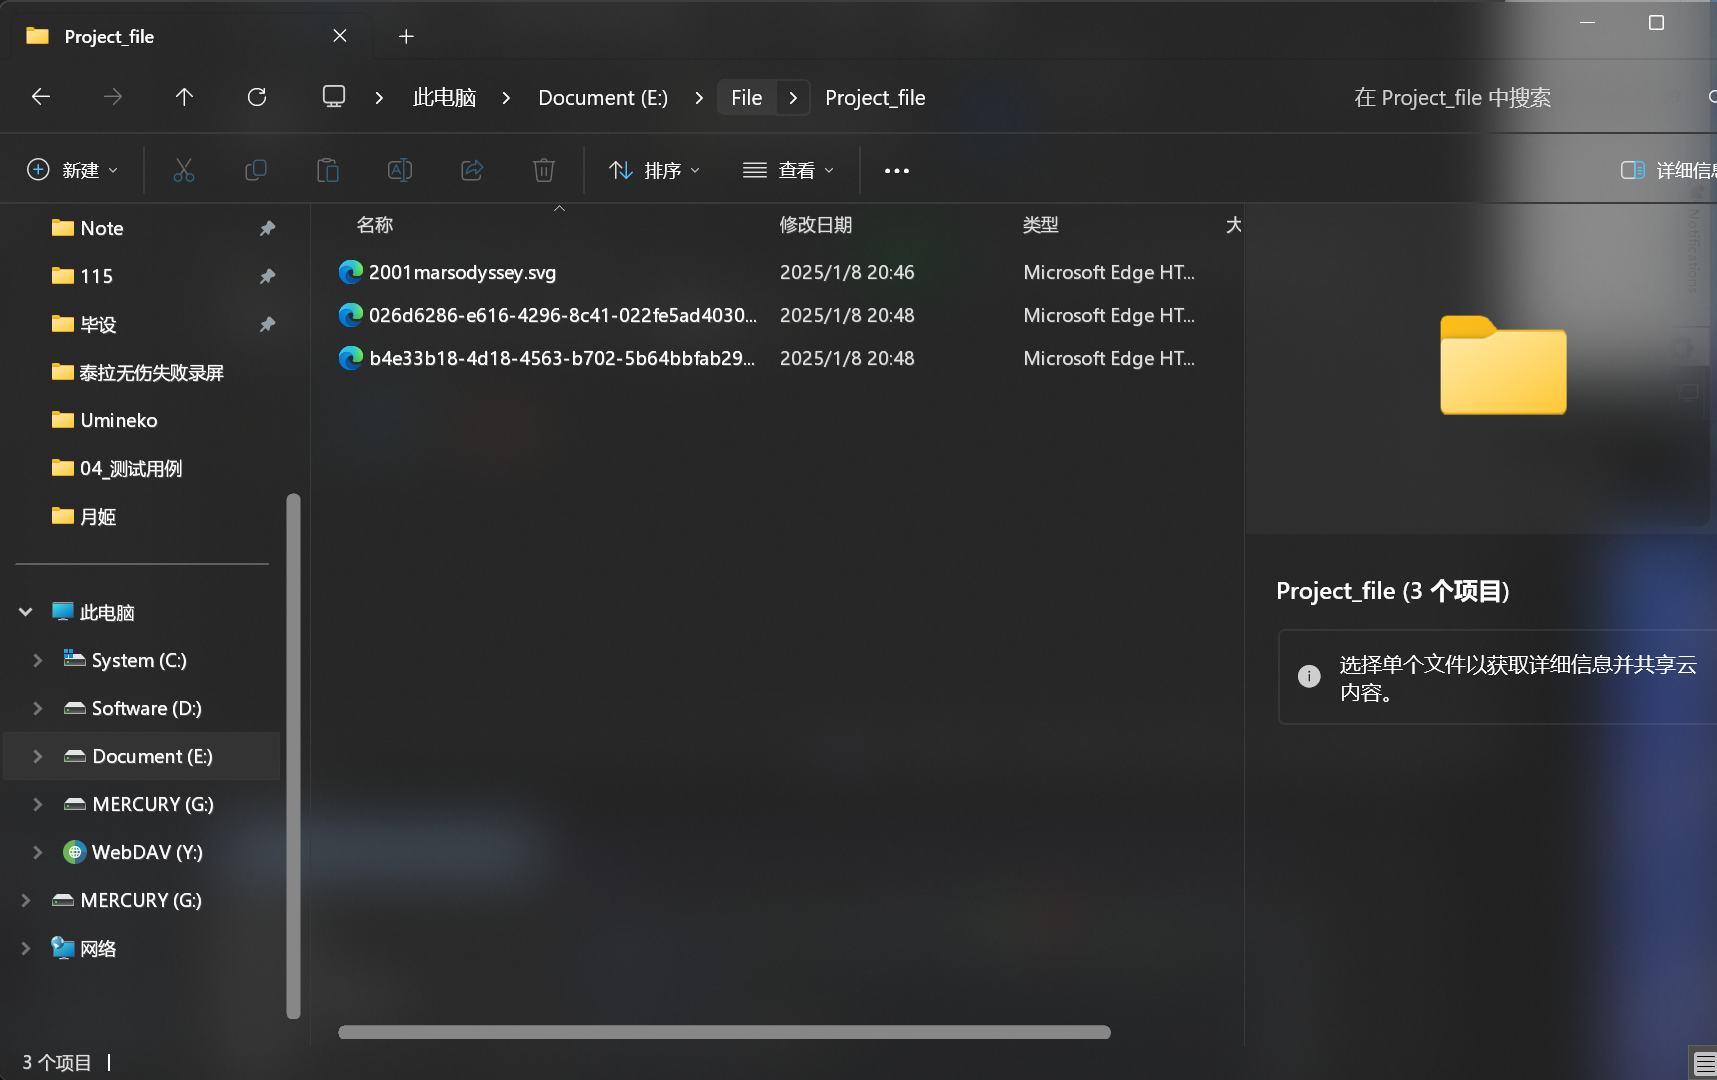 Project_file
此电脑 Document (E:) File Project_file
在 Project_file 中搜索
新建
排序
查看
详细信息
Note
115
毕设
泰拉无伤失败录屏
Umineko
04_测试用例
月姬
此电脑
System (C:)
Software (D:)
Document (E:)
MERCURY (G:)
WebDAV (Y:)
MERCURY (G:)
网络
名称 修改日期 类型 大
2001marsodyssey.svg 2025/1/8 20:46 Microsoft Edge HT...
026d6286-e616-4296-8c41-022fe5ad4030... 2025/1/8 20:48 Microsoft Edge HT...
b4e33b18-4d18-4563-b702-5b64bbfab29... 2025/1/8 20:48 Microsoft Edge HT...
Notifications
Project_file (3 个项目)
选择单个文件以获取详细信息并共享云
内容。
3 个项目